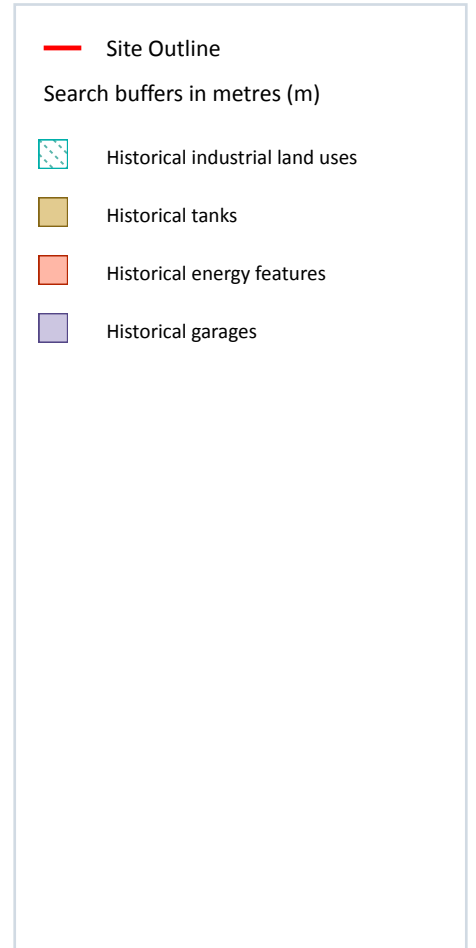 Site Outline
Search buffers in metres (m)
Historical industrial land uses
Historical tanks
Historical energy features
Historical garages